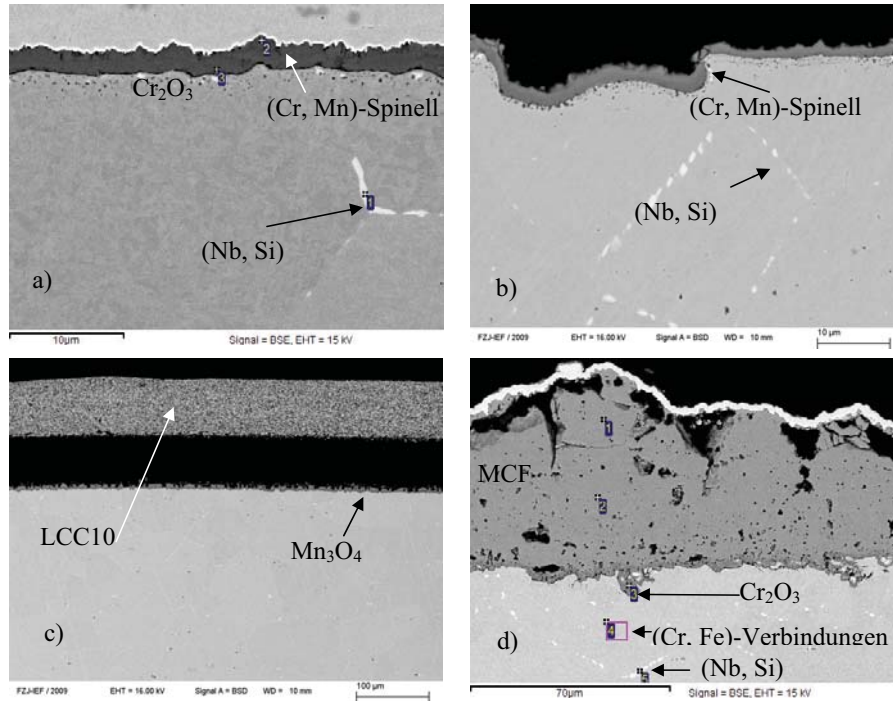 2
3
Cr₂O₃
(Cr, Mn)-Spinell
1
(Nb, Si)
a)
10µm
Signal = BSE, EHT = 15 kV
(Cr, Mn)-Spinell
(Nb, Si)
b)
FZJ-IEF / 2009
EHT = 16.00 kV
Signal A = BSD
WD = 10 mm
10 µm
LCC10
Mn₃O₄
c)
FZJ-IEF / 2009
EHT = 16.00 kV
Signal A = BSD
WD = 10 mm
100 µm
1
MCF
2
3
Cr₂O₃
4
(Cr, Fe)-Verbindungen
(Nb, Si)
d)
70µm
Signal = BSE, EHT = 15 kV